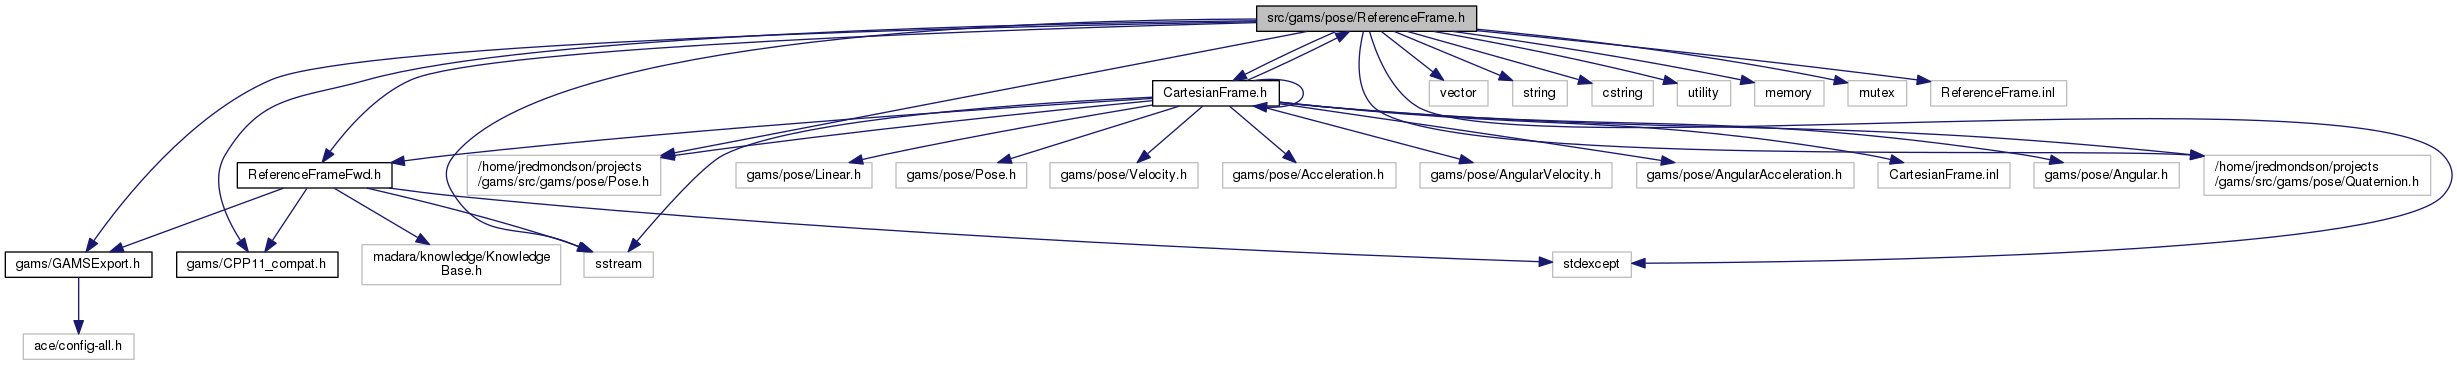 src/gams/pose/ReferenceFrame.h
CartesianFrame.h
vector
string
cstring
utility
memory
mutex
ReferenceFrame.inl
ReferenceFrameFwd.h
/home/jredmondson/projects
/gams/src/gams/pose/Pose.h
gams/pose/Linear.h
gams/pose/Pose.h
gams/pose/Velocity.h
gams/pose/Acceleration.h
gams/pose/AngularVelocity.h
gams/pose/AngularAcceleration.h
CartesianFrame.inl
gams/pose/Angular.h
/home/jredmondson/projects
/gams/src/gams/pose/Quaternion.h
gams/GAMSExport.h
gams/CPP11_compat.h
madara/knowledge/Knowledge
Base.h
sstream
stdexcept
ace/config-all.h